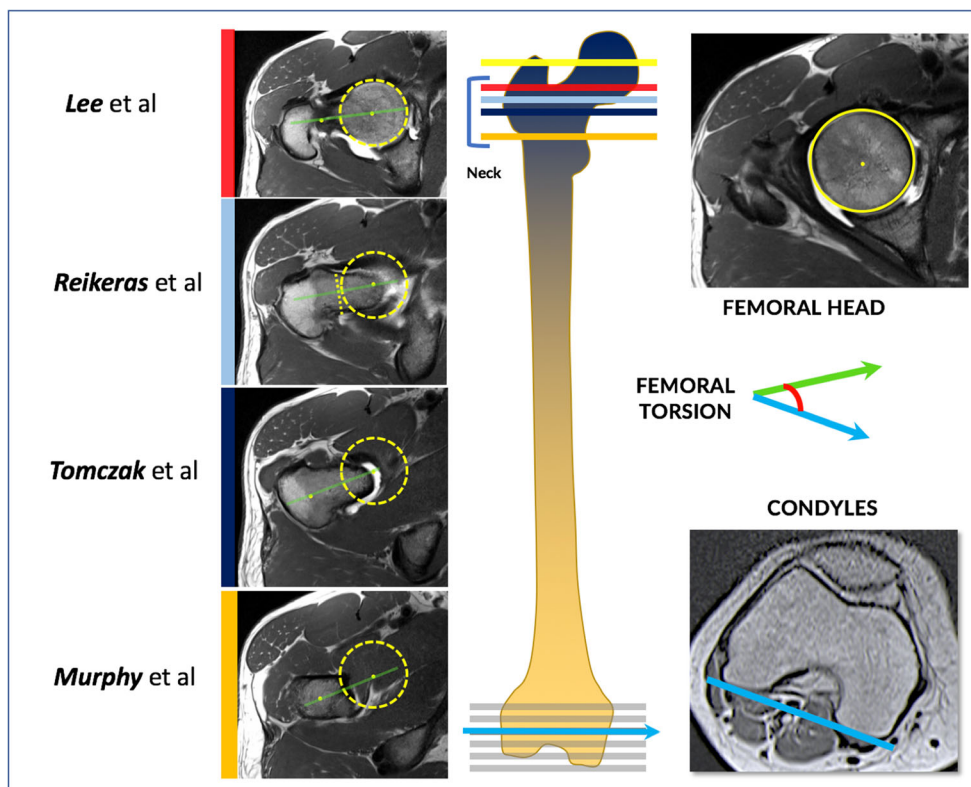 Lee et al
Reikeras et al
Tomczak et al
Murphy et al
Neck
FEMORAL HEAD
FEMORAL
TORSION
CONDYLES